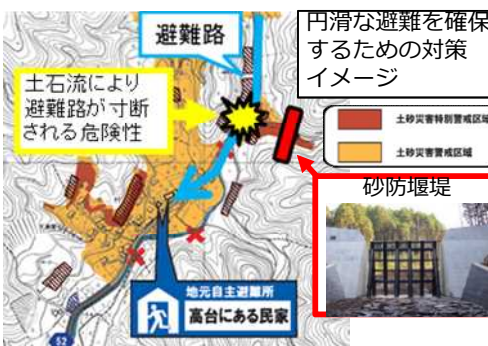 円滑な避難を確保
するための対策
イメージ
避難路
土石流により
避難路が寸断
される危険性
土砂災害特別警戒区域
土砂災害警戒区域
砂防堰堤
地元自主避難所
高台にある民家
52